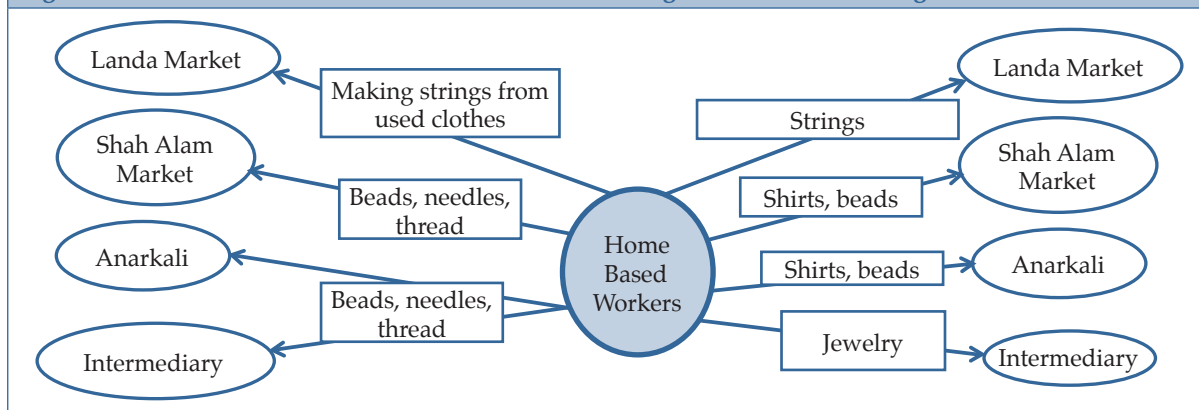 Landa Market
Making strings from
used clothes
Shah Alam
Market
Beads, needles,
thread
Anarkali
Beads, needles,
thread
Intermediary
Home
Based
Workers
Landa Market
Strings
Shah Alam
Market
Shirts, beads
Anarkali
Shirts, beads
Jewelry
Intermediary